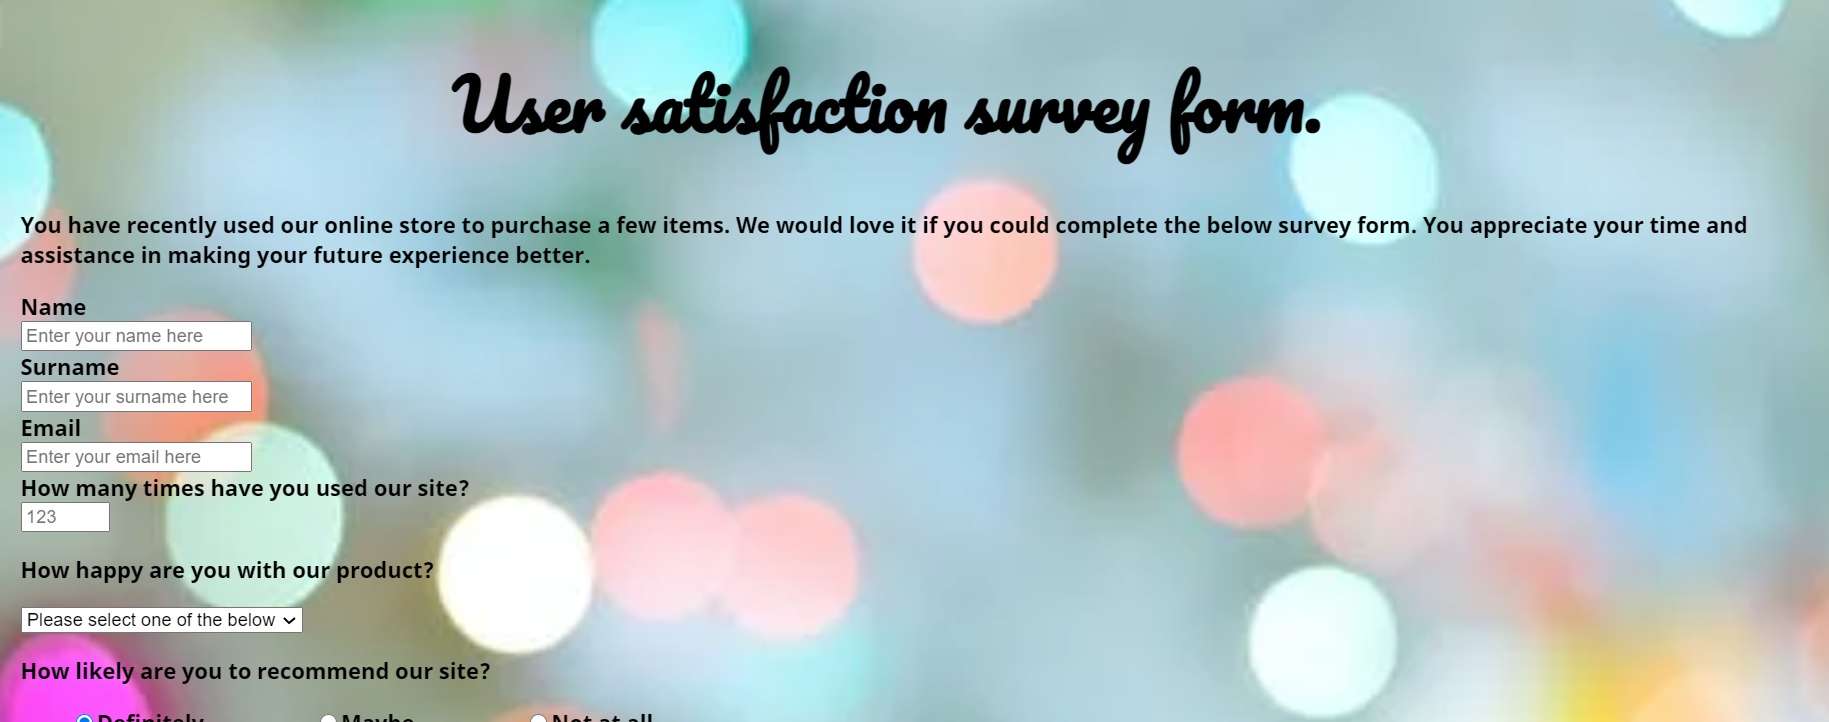 User satisfaction survey form.
You have recently used our online store to purchase a few items. We would love it if you could complete the below survey form. You appreciate your time and
assistance in making your future experience better.
Name
Enter your name here
Surname
Enter your surname here
Email
Enter your email here
How many times have you used our site?
123
How happy are you with our product?
Please select one of the below
How likely are you to recommend our site?
Definitely Maybe Not at all